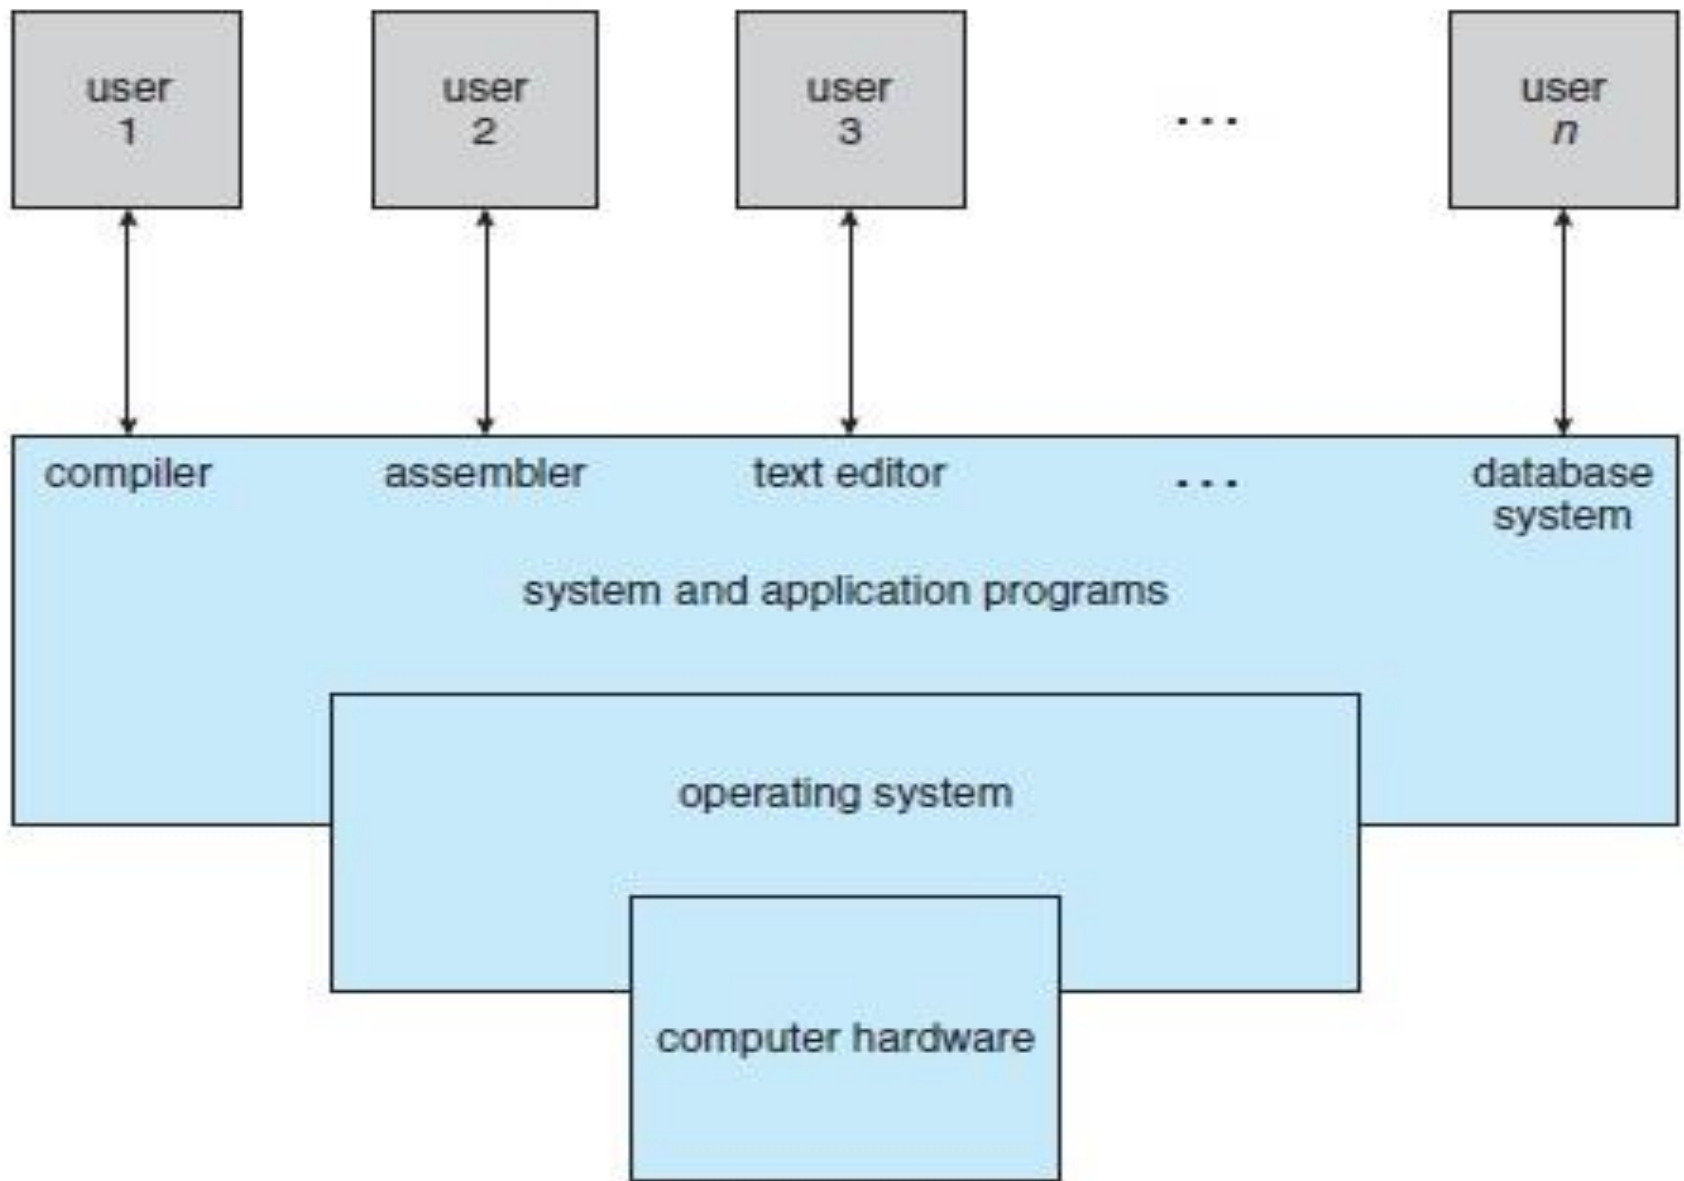 user
1
user
2
user
3
...
user
n
compiler
assembler
text editor
...
database
system
system and application programs
operating system
computer hardware